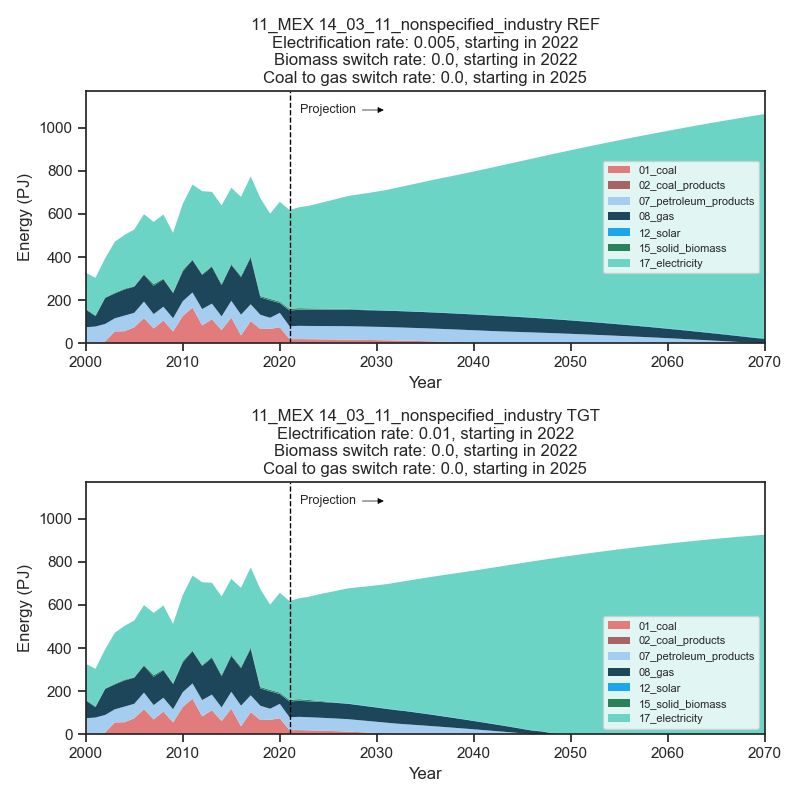 11_MEX 14_03_11_nonspecified_industry REF
Electrification rate: 0.005, starting in 2022
Biomass switch rate: 0.0, starting in 2022
Coal to gas switch rate: 0.0, starting in 2025
Projection
1000
800
600
400
200
0
Energy (PJ)
01_coal
02_coal_products
07_petroleum_products
08_gas
12_solar
15_solid_biomass
17_electricity
2000 2010 2020 2030 2040 2050 2060 2070
Year
11_MEX 14_03_11_nonspecified_industry TGT
Electrification rate: 0.01, starting in 2022
Biomass switch rate: 0.0, starting in 2022
Coal to gas switch rate: 0.0, starting in 2025
Projection
1000
800
600
400
200
0
Energy (PJ)
01_coal
02_coal_products
07_petroleum_products
08_gas
12_solar
15_solid_biomass
17_electricity
2000 2010 2020 2030 2040 2050 2060 2070
Year